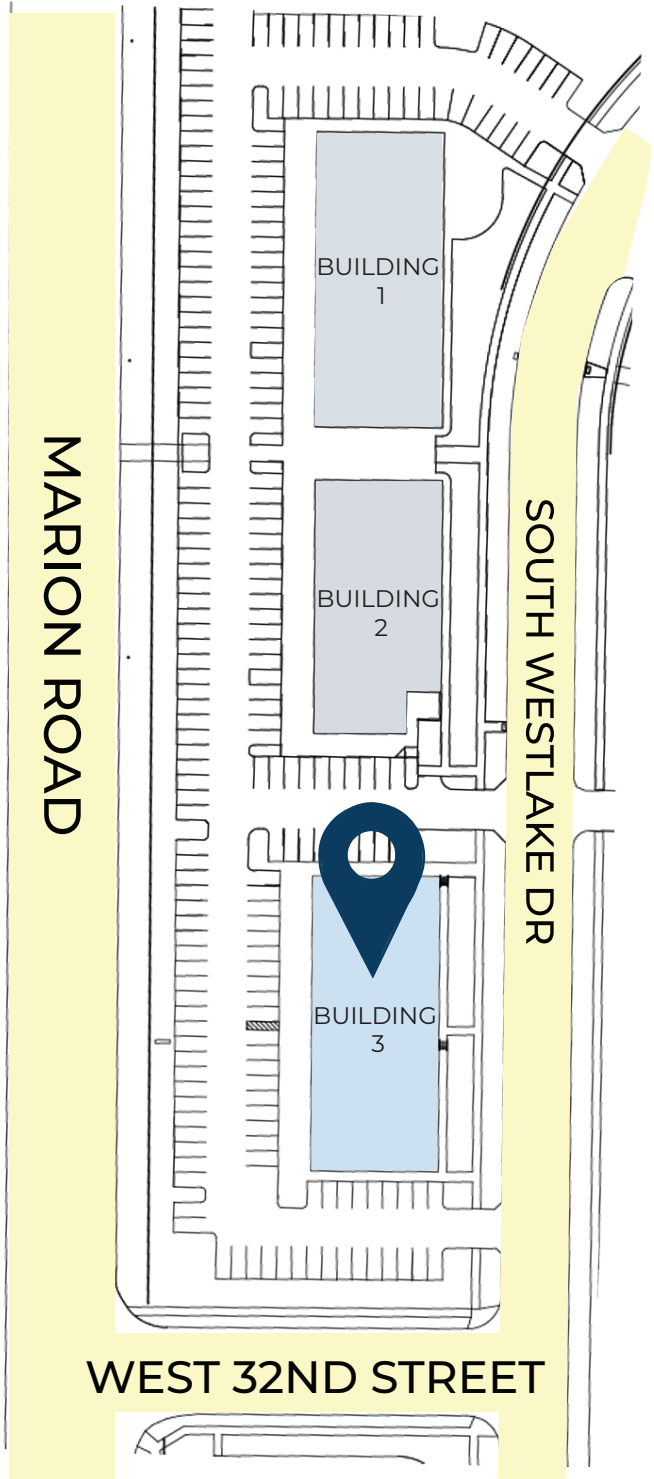 BUILDING
1
MARION ROAD
SOUTH WESTLAKE DR
BUILDING
2
BUILDING
3
WEST 32ND STREET